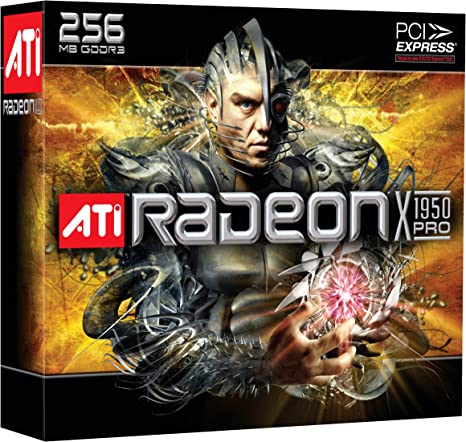 256
MB GDDR3
PCI
EXPRESS
ATI
RADEON X
ATI RADEON X 1950
PRO